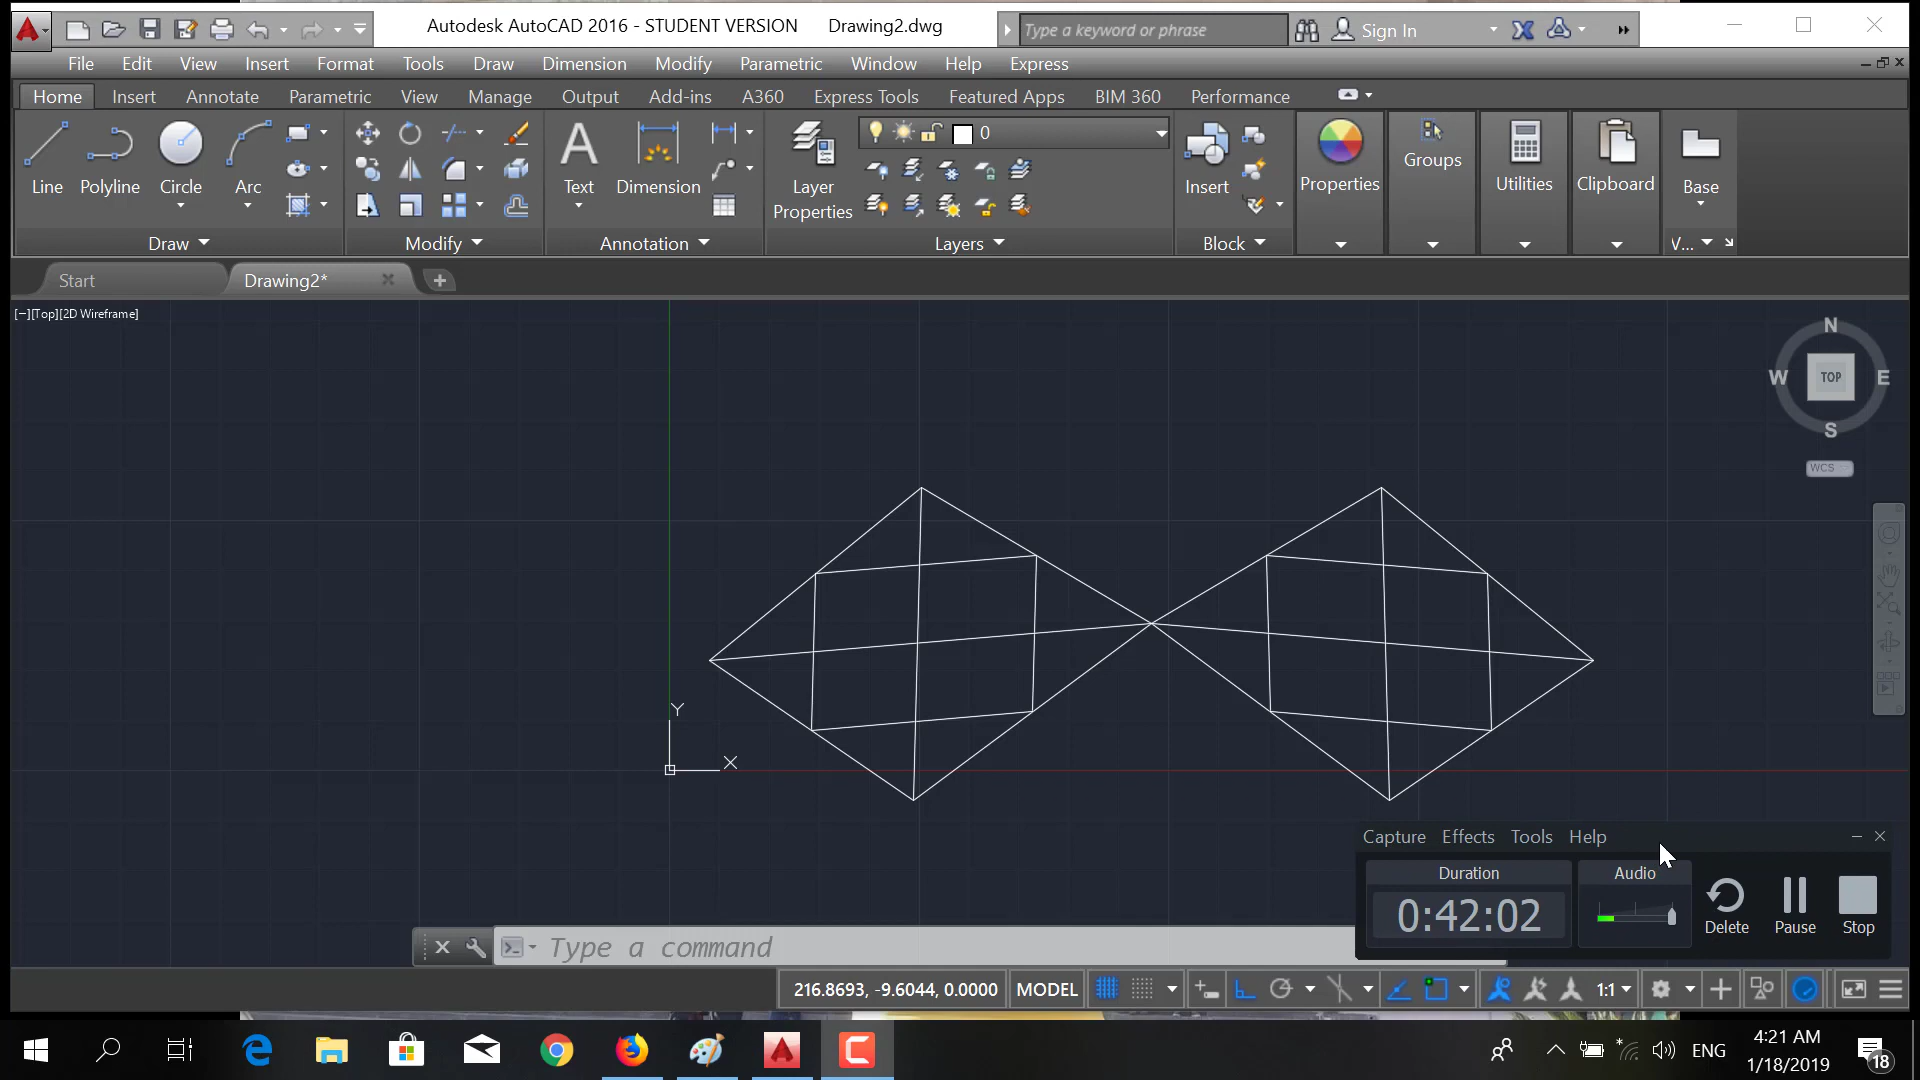 Autodesk AutoCAD 2016 - STUDENT VERSION Drawing2.dwg
Type a keyword or phrase
Sign In
File Edit View Insert Format Tools Draw Dimension Modify Parametric Window Help Express
Home Insert Annotate Parametric View Manage Output Add-ins A360 Express Tools Featured Apps BIM 360 Performance
0
Line Polyline Circle Arc
Text Dimension
Layer
Properties
Insert
Properties
Groups
Utilities
Clipboard
Base
Draw Modify Annotation Layers Block V...
Start Drawing2*
[−][Top][2D Wireframe]
N
W TOP E
S
WCS
Y
X
Capture Effects Tools Help
Duration Audio
0:42:02
Delete Pause Stop
Type a command
216.8693, -9.6044, 0.0000 MODEL 1:1
ENG
4:21 AM
1/18/2019
18